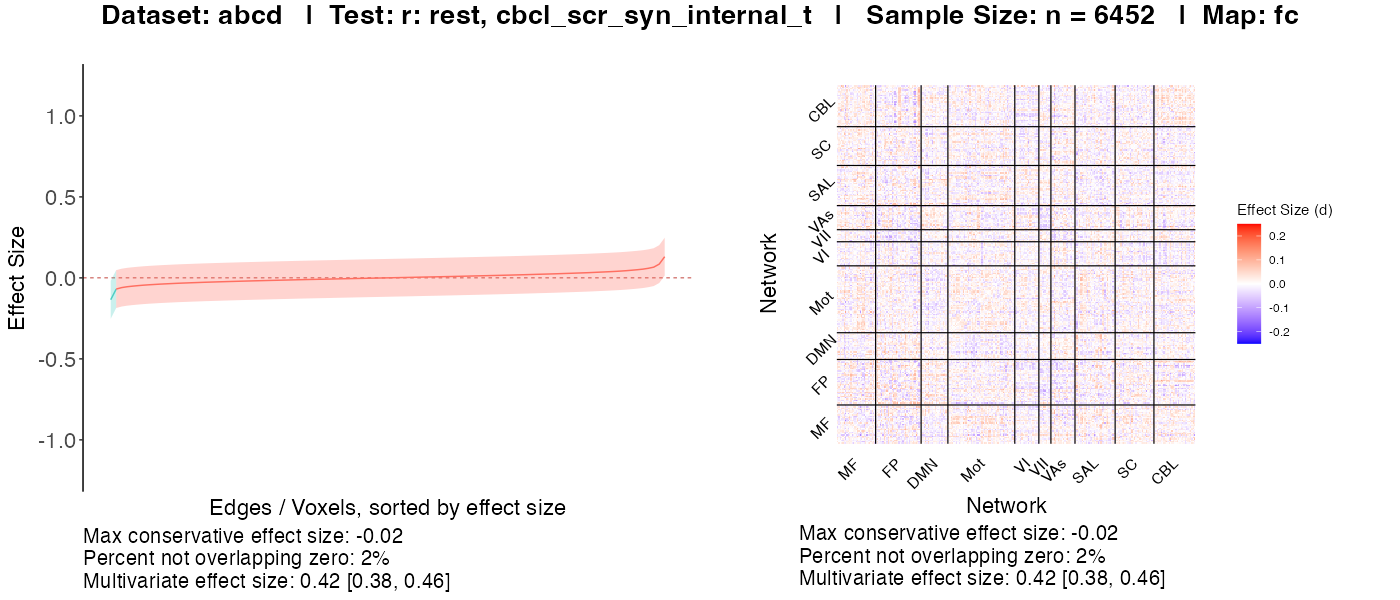 Dataset: abcd | Test: r: rest, cbcl_scr_syn_internal_t | Sample Size: n = 6452 | Map: fc
Effect Size
1.0
0.5
0.0
-0.5
-1.0
Edges / Voxels, sorted by effect size
Max conservative effect size: -0.02
Percent not overlapping zero: 2%
Multivariate effect size: 0.42 [0.38, 0.46]
Network
CBL
SC
SAL
VAs
VII
VI
Mot
DMN
FP
MF
MF
FP
DMN
Mot
VI
VII
VAs
SAL
SC
CBL
Network
Max conservative effect size: -0.02
Percent not overlapping zero: 2%
Multivariate effect size: 0.42 [0.38, 0.46]
Effect Size (d)
0.2
0.1
0.0
-0.1
-0.2